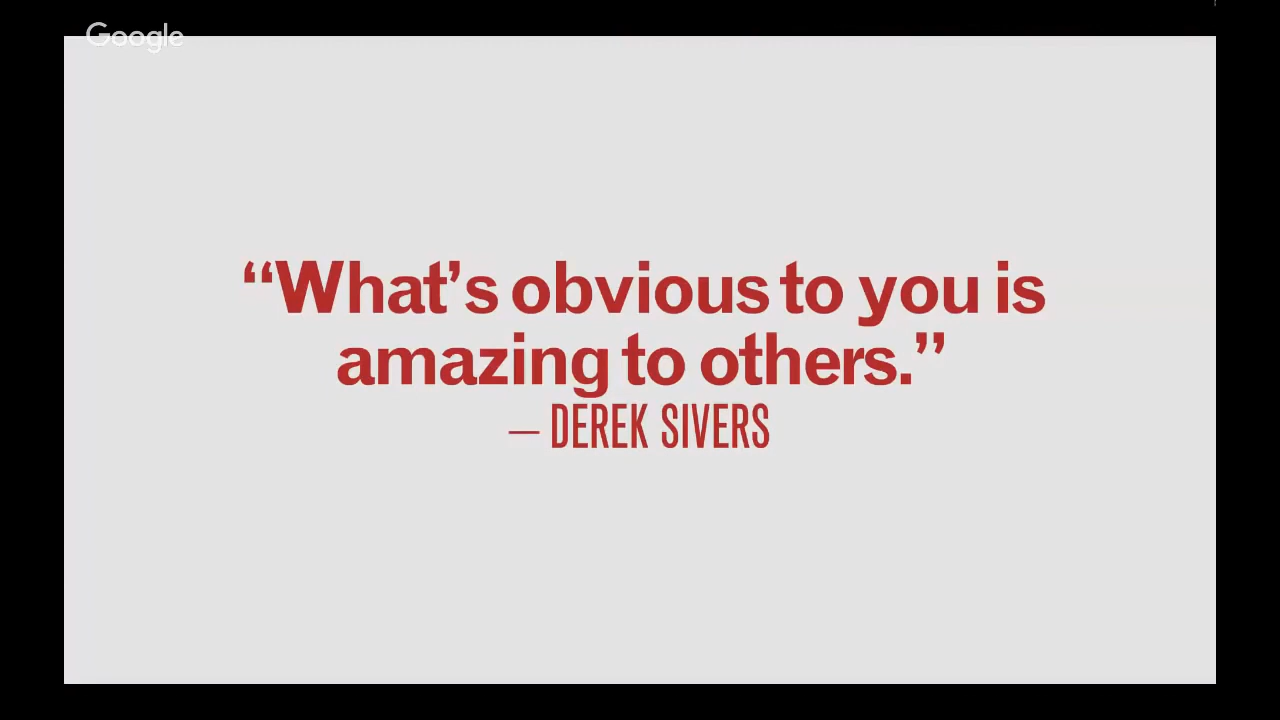 Google
“What’s obvious to you is
amazing to others.”
— DEREK SIVERS